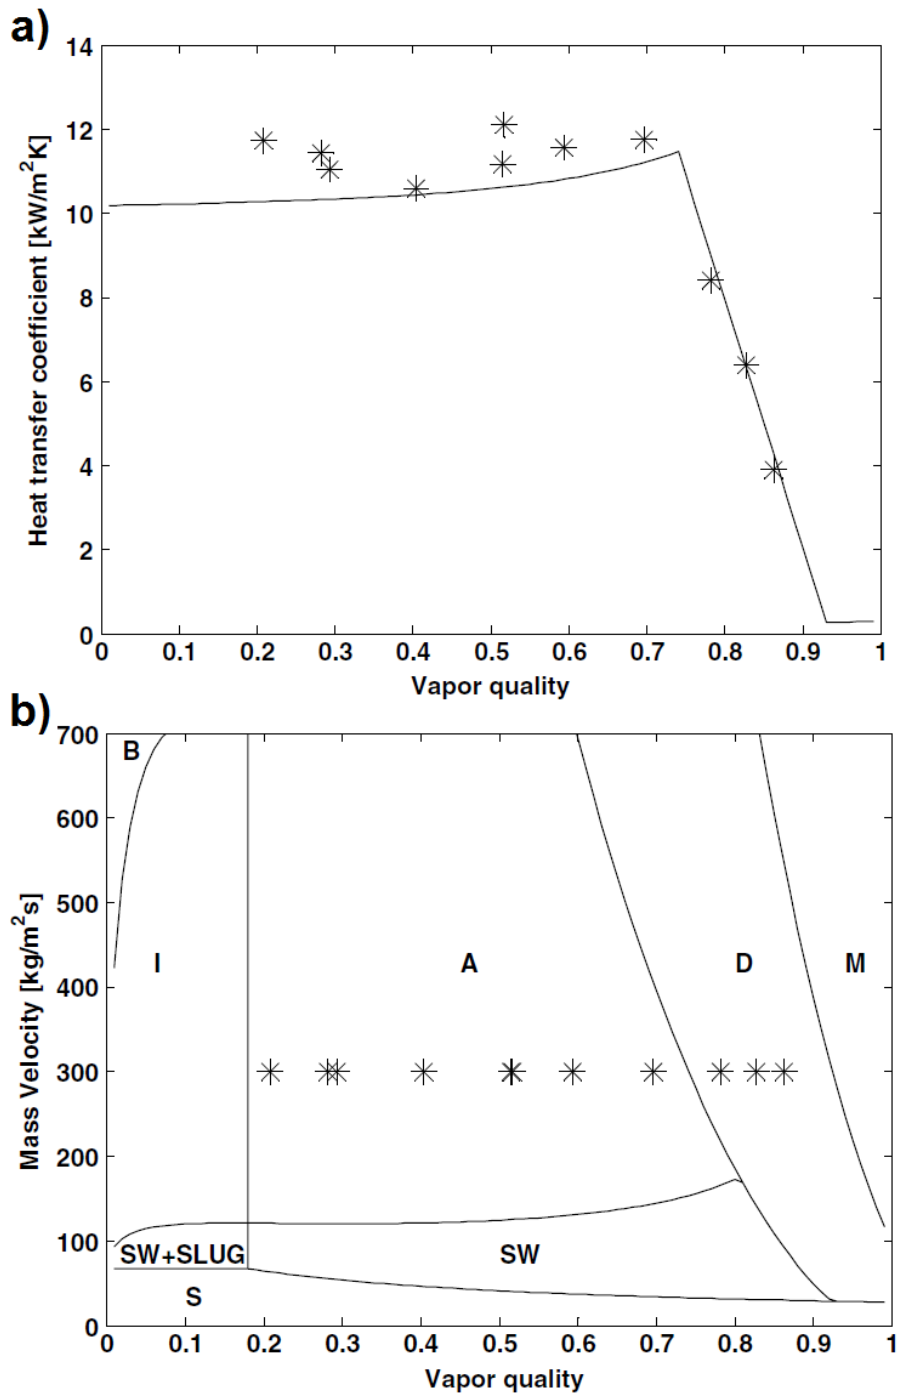 a)
14
12
10
8
6
4
2
0
Heat transfer coefficient [kW/m²K]
0 0.1 0.2 0.3 0.4 0.5 0.6 0.7 0.8 0.9 1
Vapor quality
b)
700
600
500
400
300
200
100
0
Mass Velocity [kg/m²s]
B
I A D M
SW+SLUG SW
S
0 0.1 0.2 0.3 0.4 0.5 0.6 0.7 0.8 0.9 1
Vapor quality